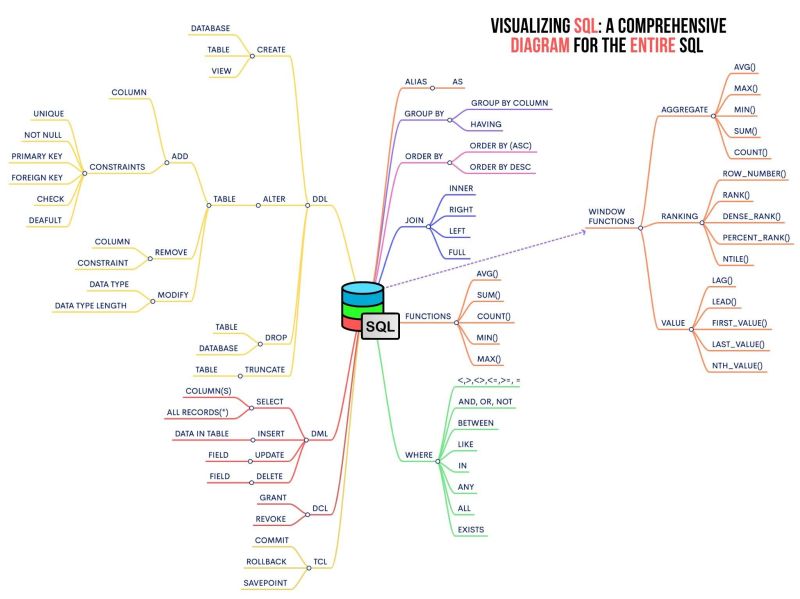 VISUALIZING SQL: A COMPREHENSIVE
DIAGRAM FOR THE ENTIRE SQL
DATABASE
TABLE
VIEW
CREATE
COLUMN
UNIQUE
NOT NULL
PRIMARY KEY
FOREIGN KEY
CHECK
DEAFULT
CONSTRAINTS
ADD
TABLE
ALTER
DDL
COLUMN
CONSTRAINT
REMOVE
DATA TYPE
DATA TYPE LENGTH
MODIFY
TABLE
DATABASE
DROP
TABLE
TRUNCATE
COLUMN(S)
ALL RECORDS(*)
SELECT
DATA IN TABLE
INSERT
DML
FIELD
UPDATE
FIELD
DELETE
GRANT
REVOKE
DCL
COMMIT
ROLLBACK
SAVEPOINT
TCL
SQL
ALIAS
AS
GROUP BY
GROUP BY COLUMN
HAVING
ORDER BY
ORDER BY (ASC)
ORDER BY DESC
JOIN
INNER
RIGHT
LEFT
FULL
FUNCTIONS
AVG()
SUM()
COUNT()
MIN()
MAX()
WHERE
<,>,<>,<=,>=, =
AND, OR, NOT
BETWEEN
LIKE
IN
ANY
ALL
EXISTS
WINDOW
FUNCTIONS
AGGREGATE
AVG()
MAX()
MIN()
SUM()
COUNT()
RANKING
ROW_NUMBER()
RANK()
DENSE_RANK()
PERCENT_RANK()
NTILE()
VALUE
LAG()
LEAD()
FIRST_VALUE()
LAST_VALUE()
NTH_VALUE()